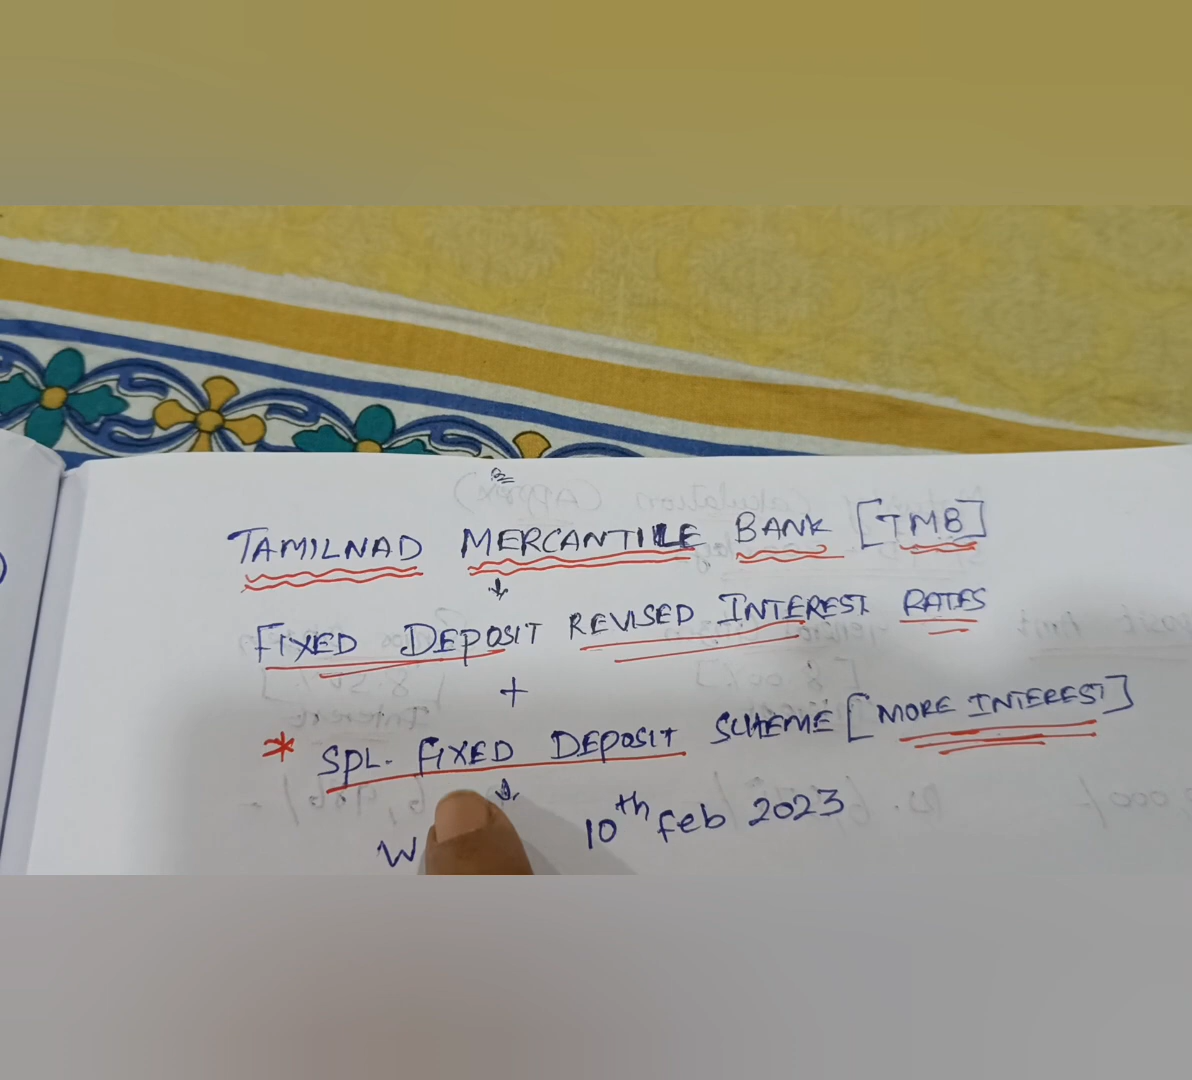 TAMILNAD MERCANTILE BANK [TMB]
FIXED DEPOSIT REVISED INTEREST RATES
+
* SPL. FIXED DEPOSIT SCHEME [MORE INTEREST]
10th feb 2023